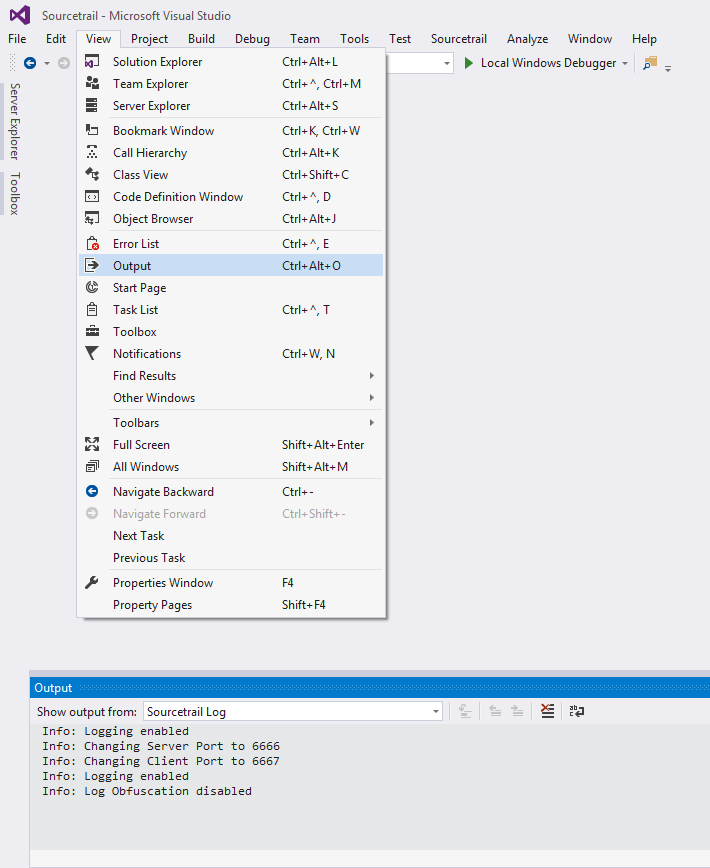 Sourcetrail - Microsoft Visual Studio
File Edit View Project Build Debug Team Tools Test Sourcetrail Analyze Window Help
Local Windows Debugger
Server Explorer
Toolbox
Solution Explorer Ctrl+Alt+L
Team Explorer Ctrl+^, Ctrl+M
Server Explorer Ctrl+Alt+S
Bookmark Window Ctrl+K, Ctrl+W
Call Hierarchy Ctrl+Alt+K
Class View Ctrl+Shift+C
Code Definition Window Ctrl+^, D
Object Browser Ctrl+Alt+J
Error List Ctrl+^, E
Output Ctrl+Alt+O
Start Page
Task List Ctrl+^, T
Toolbox
Notifications Ctrl+W, N
Find Results
Other Windows
Toolbars
Full Screen Shift+Alt+Enter
All Windows Shift+Alt+M
Navigate Backward Ctrl+-
Navigate Forward Ctrl+Shift+-
Next Task
Previous Task
Properties Window F4
Property Pages Shift+F4
Output
Show output from: Sourcetrail Log
Info: Logging enabled
Info: Changing Server Port to 6666
Info: Changing Client Port to 6667
Info: Logging enabled
Info: Log Obfuscation disabled